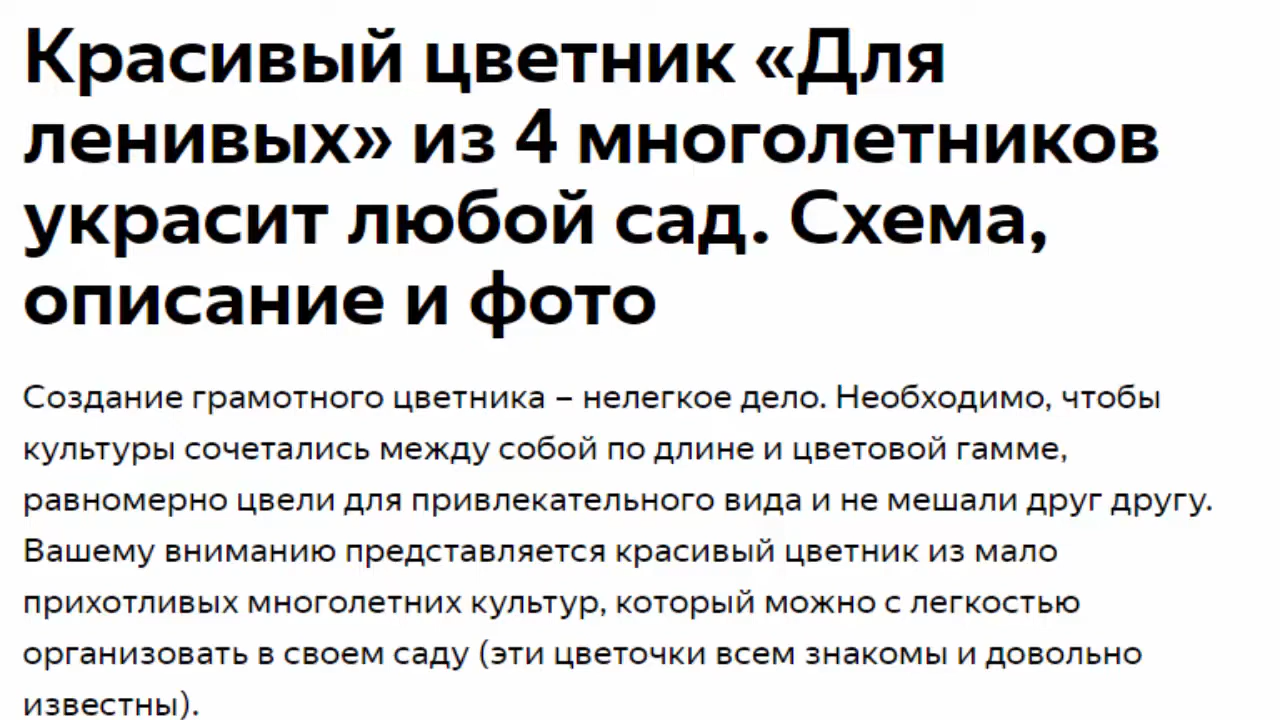 Красивый цветник «Для
ленивых» из 4 многолетников
украсит любой сад. Схема,
описание и фото
Создание грамотного цветника – нелегкое дело. Необходимо, чтобы
культуры сочетались между собой по длине и цветовой гамме,
равномерно цвели для привлекательного вида и не мешали друг другу.
Вашему вниманию представляется красивый цветник из мало
прихотливых многолетних культур, который можно с легкостью
организовать в своем саду (эти цветочки всем знакомы и довольно
известны).